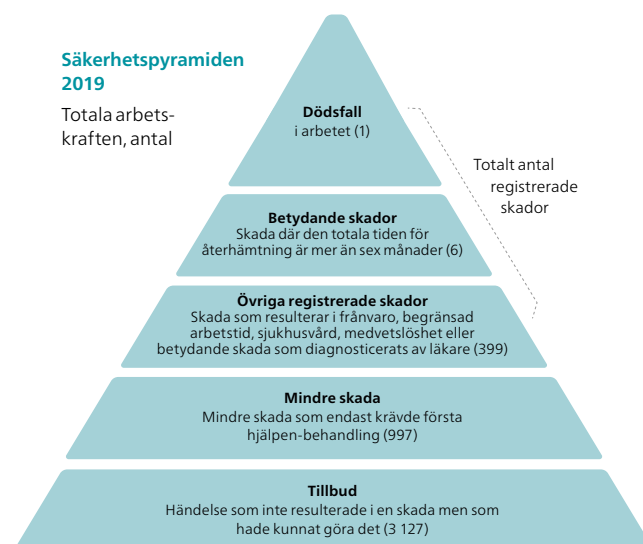 Säkerhetspyramiden
2019
Totala arbets-
kraften, antal
Dödsfall
i arbetet (1)
Totalt antal
registrerade
skador
Betydande skador
Skada där den totala tiden för
återhämtning är mer än sex månader (6)
Övriga registrerade skador
Skada som resulterar i frånvaro, begränsad
arbetstid, sjukhusvård, medvetslöshet eller
betydande skada som diagnosticerats av läkare (399)
Mindre skada
Mindre skada som endast krävde första
hjälpen-behandling (997)
Tillbud
Händelse som inte resulterade i en skada men som
hade kunnat göra det (3 127)